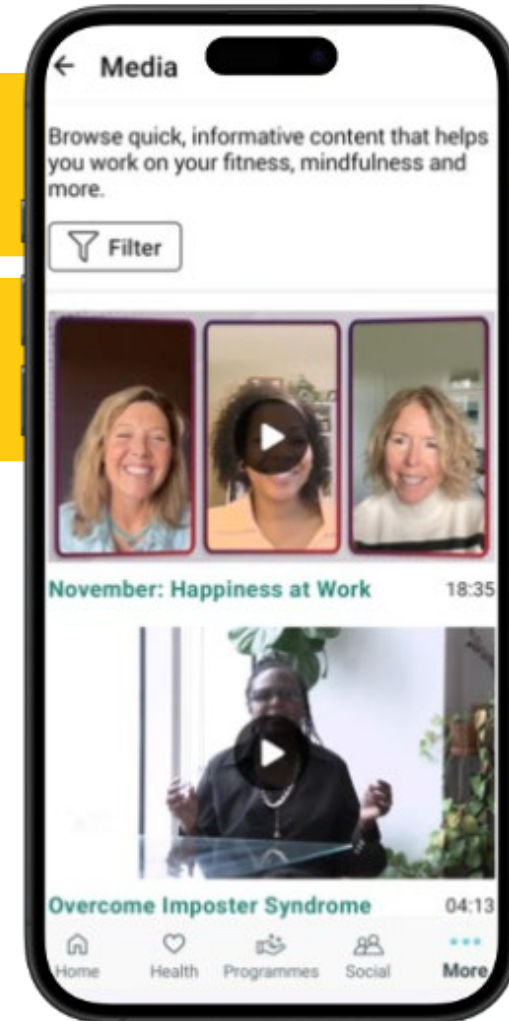 Media
Browse quick, informative content that helps
you work on your fitness, mindfulness and
more.
Filter
November: Happiness at Work 18:35
Overcome Imposter Syndrome 04:13
Home Health Programmes Social More